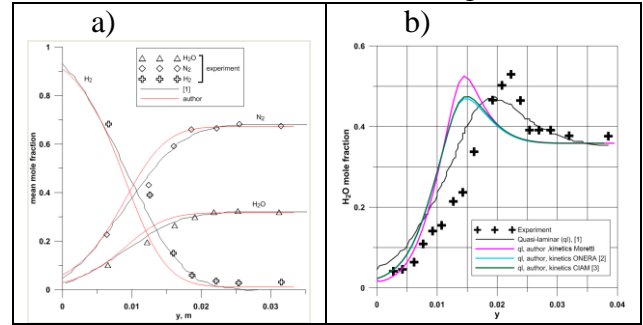 a)
mean mole fraction
1
0.8
0.6
0.4
0.2
0
H2
H2O
N2
H2
experiment
[1]
author
N2
H2O
0
0.01
0.02
0.03
y, m
b)
H2O mole fraction
0.6
0.4
0.2
0
Experiment
Quasi-laminar (ql), [1]
ql, author ,kinetics Moretti
ql, author, kinetics ONERA [2]
ql, author, kinetics CIAM [3]
0
0.01
0.02
0.03
0.04
y